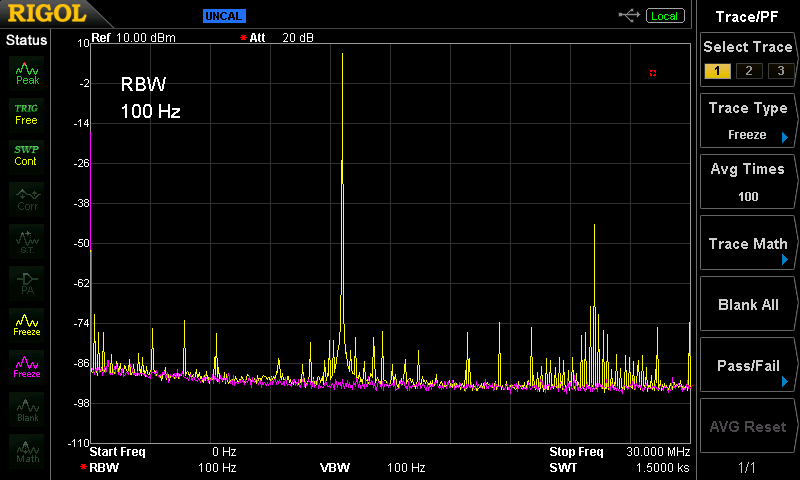 RIGOL
UNCAL
Local
Trace/PF
Status
Ref 10.00 dBm
Att 20 dB
Select Trace
1 2 3
Peak
RBW
100 Hz
TRIG
Free
SWP
Cont
Corr
S.T.
PA
Freeze
Freeze
Blank
Math
10
-2
-14
-26
-38
-50
-62
-74
-86
-98
-110
Trace Type
Freeze
Avg Times
100
Trace Math
Blank All
Pass/Fail
AVG Reset
1/1
Start Freq 0 Hz
Stop Freq 30.000 MHz
RBW 100 Hz
VBW 100 Hz
SWT 1.5000 ks